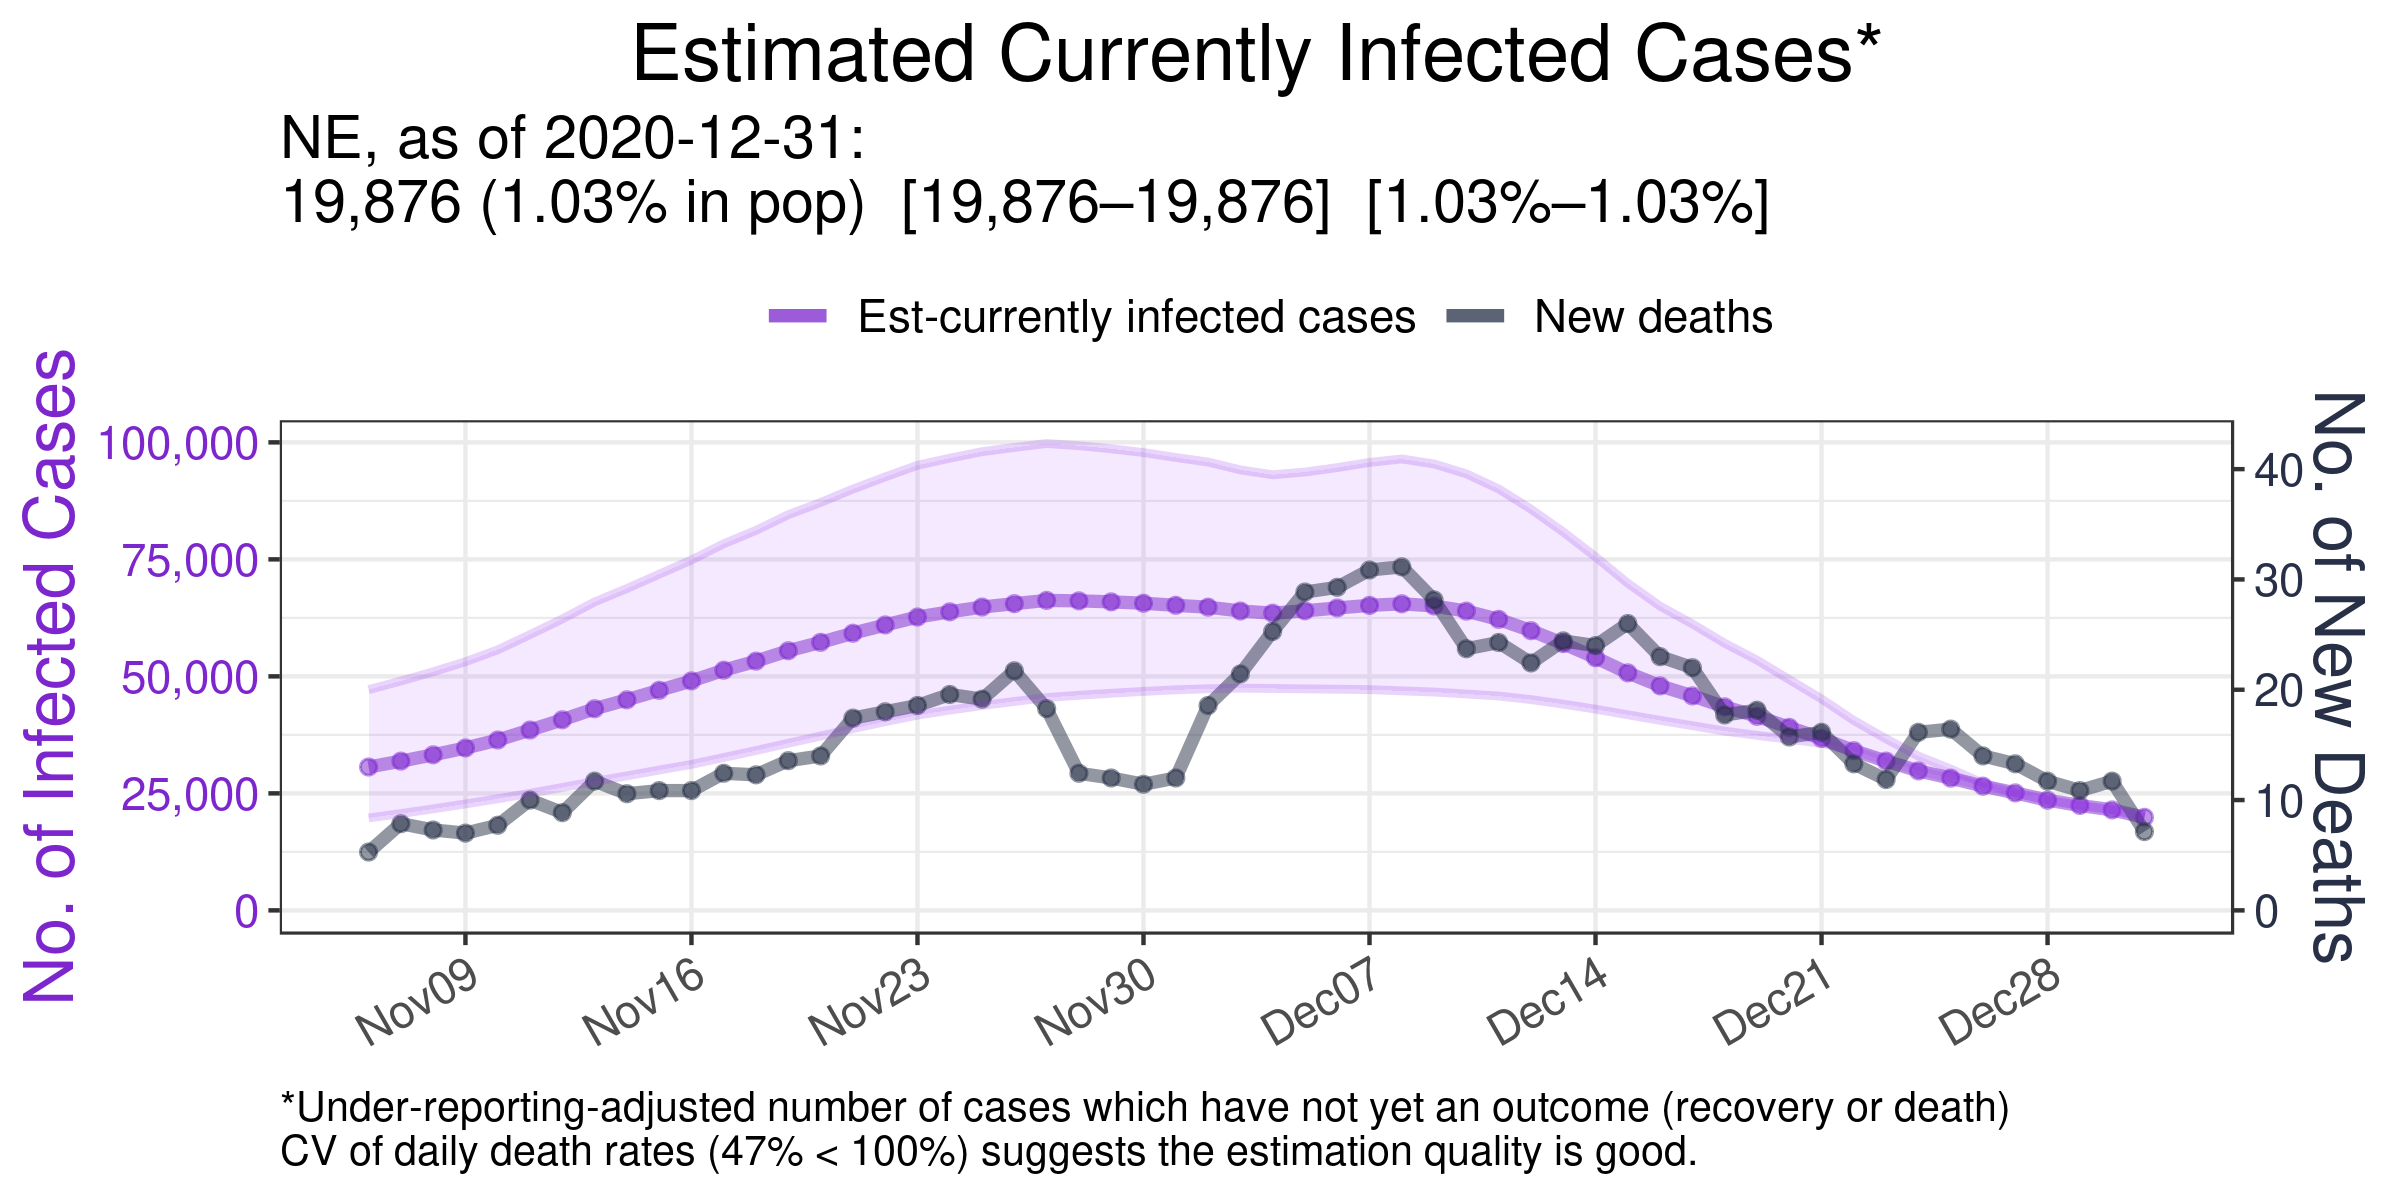 Estimated Currently Infected Cases*
NE, as of 2020-12-31:
19,876 (1.03% in pop)  [19,876–19,876]  [1.03%–1.03%]
Est-currently infected cases
New deaths
No. of Infected Cases
100,000
75,000
50,000
25,000
0
No. of New Deaths
40
30
20
10
0
Nov09
Nov16
Nov23
Nov30
Dec07
Dec14
Dec21
Dec28
*Under-reporting-adjusted number of cases which have not yet an outcome (recovery or death)
CV of daily death rates (47% < 100%) suggests the estimation quality is good.